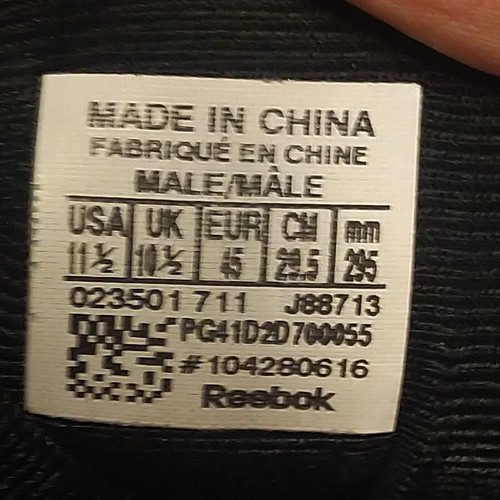 MADE IN CHINA
FABRIQUÉ EN CHINE
MALE/MÂLE
USA UK EUR CM mm
11½ 10½ 45 29.5 295
023501 711 J88713
PG41D2D700055
#104280616
Reebok